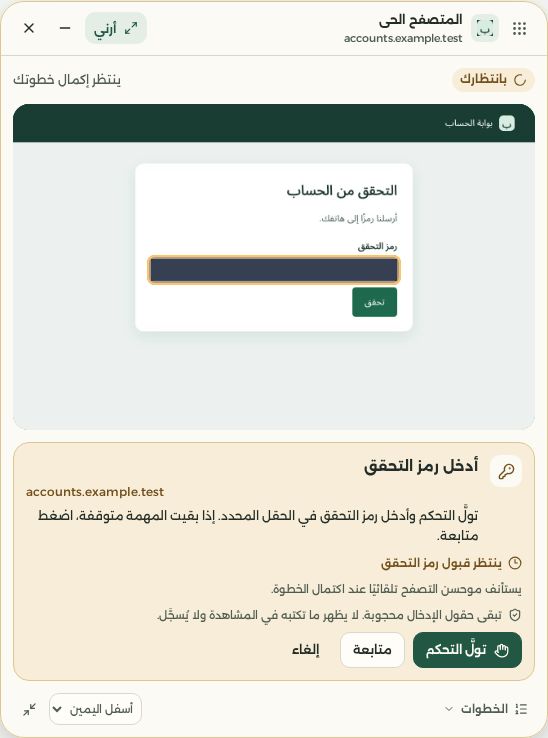 المتصفح الحي
accounts.example.test
أرني
بانتظارك
ينتظر إكمال خطوتك
ب
بوابة الحساب
التحقق من الحساب
أرسلنا رمزًا إلى هاتفك.
رمز التحقق
تحقق
أدخل رمز التحقق
accounts.example.test
تولَّ التحكم وأدخل رمز التحقق في الحقل المحدد. إذا بقيت المهمة متوقفة، اضغط
متابعة.
ينتظر قبول رمز التحقق
يستأنف موحسن التصفح تلقائيًا عند اكتمال الخطوة.
تبقى حقول الإدخال محجوبة. لا يظهر ما تكتبه في المشاهدة ولا يُسجَّل.
تولَّ التحكم
متابعة
إلغاء
الخطوات
أسفل اليمين